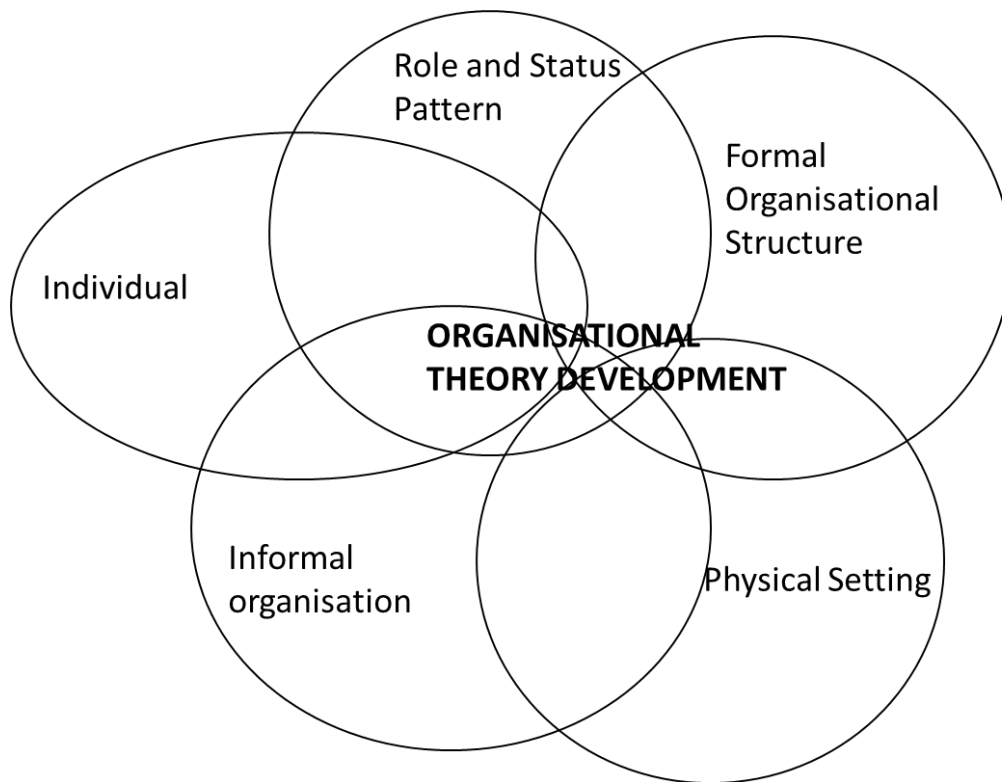 Role and Status
Pattern
Formal
Organisational
Structure
Individual
ORGANISATIONAL
THEORY DEVELOPMENT
Informal
organisation
Physical Setting